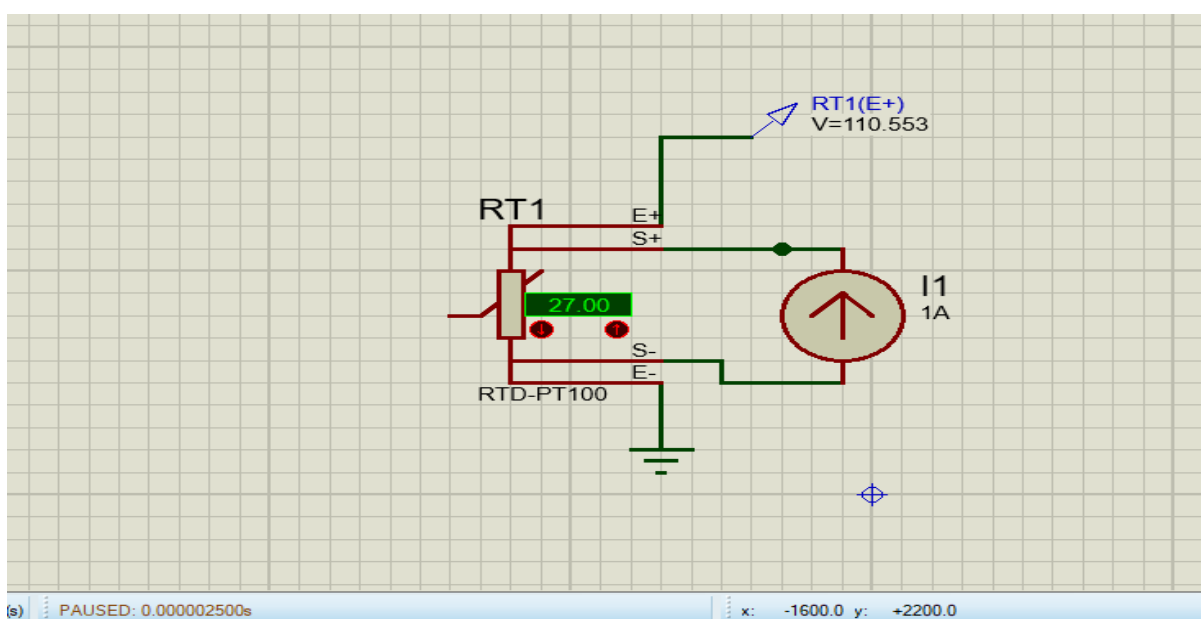 RT1(E+)
V=110.553
RT1
E+
S+
I1
1A
27.00
S-
E-
RTD-PT100
(s)
PAUSED: 0.000002500s
x: -1600.0 y: +2200.0